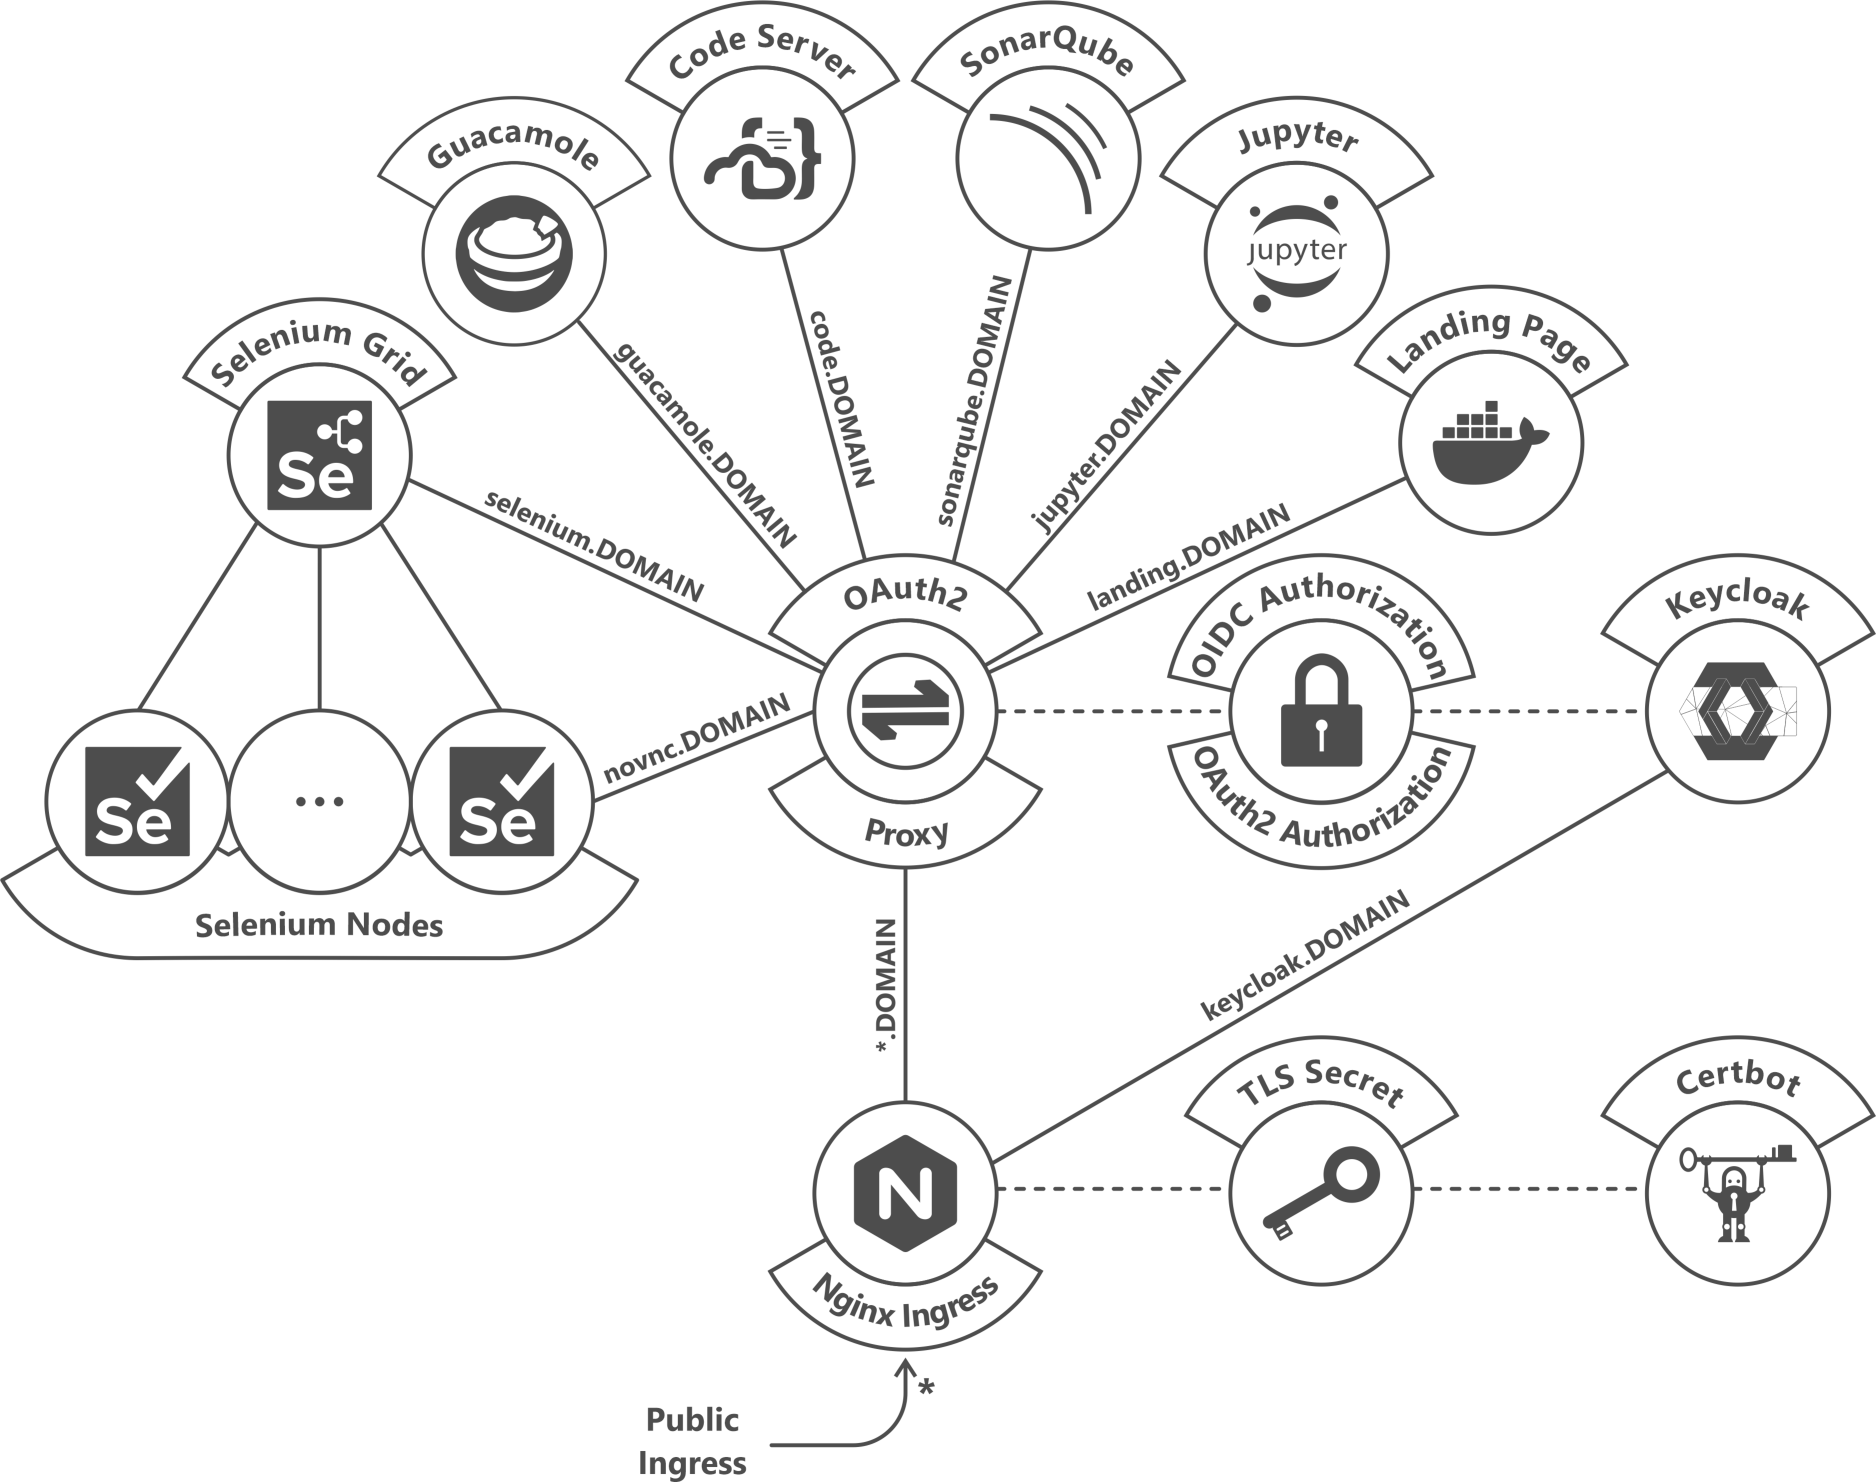 Code Server
SonarQube
Guacamole
Jupyter
jupyter
Selenium Grid
Landing Page
Se
guacamole.DOMAIN
code.DOMAIN
sonarqube.DOMAIN
jupyter.DOMAIN
selenium.DOMAIN
landing.DOMAIN
OAuth2
Proxy
OIDC Authorization
OAuth2 Authorization
Keycloak
novnc.DOMAIN
Se
...
Se
Selenium Nodes
*.DOMAIN
keycloak.DOMAIN
TLS Secret
Certbot
N
Nginx Ingress
*
Public
Ingress